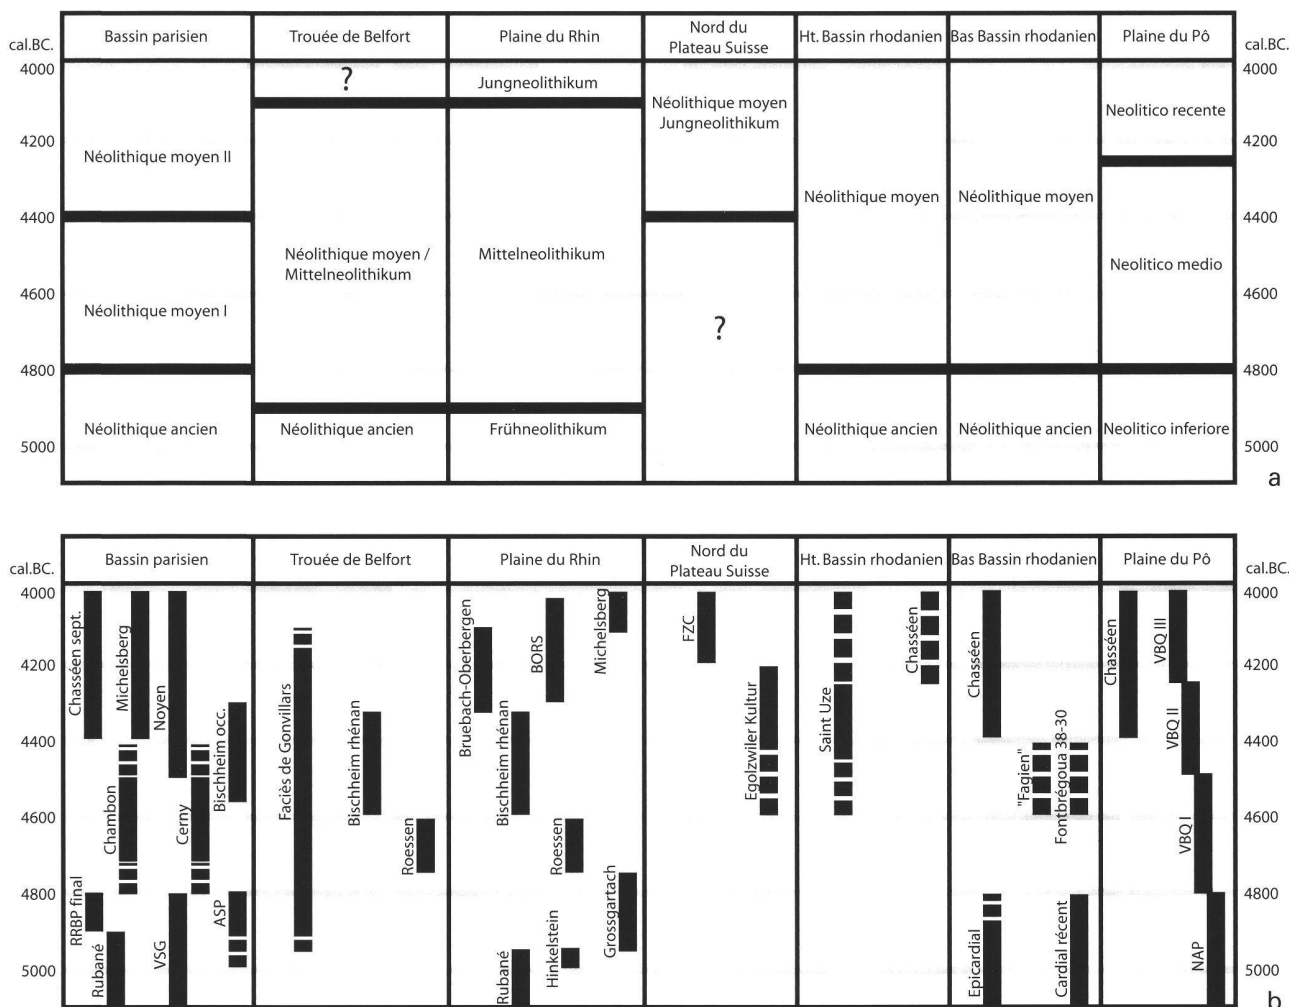 Bassin parisien Trouée de Belfort Plaine du Rhin Nord du Plateau Suisse Ht. Bassin rhodanien Bas Bassin rhodanien Plaine du Pô
cal.BC. cal.BC.
4000 ? Jungneolithikum 4000
Néolithique moyen
Jungneolithikum
Neolitico recente
4200 4200
Néolithique moyen II
Néolithique moyen Néolithique moyen
4400 4400
Néolithique moyen /
Mittelneolithikum
Mittelneolithikum
Neolitico medio
4600 4600
Néolithique moyen I
?
4800 4800
Néolithique ancien Néolithique ancien Frühneolithikum Néolithique ancien Néolithique ancien Neolitico inferiore
5000 5000
a
Bassin parisien Trouée de Belfort Plaine du Rhin Nord du Plateau Suisse Ht. Bassin rhodanien Bas Bassin rhodanien Plaine du Pô
cal.BC. cal.BC.
4000 4000
4200 4200
4400 4400
4600 4600
4800 4800
5000 5000
Chasséen sept.
Michelsberg
Noyen
Bischheim occ.
Chambon
Cerny
RRBP final
Rubané
VSG
ASP
Faciès de Gonvillars
Bischheim rhénan
Roessen
Bruebach-Oberbergen
BORS
Michelsberg
Bischheim rhénan
Roessen
Grossgartach
Hinkelstein
Rubané
FZC
Egolzwiler Kultur
Saint Uze
Chasséen
Chasséen
"Fagien"
Fontbrégoua 38-30
Epicardial
Cardial récent
Chasséen
VBQ III
VBQ II
VBQ I
NAP
b